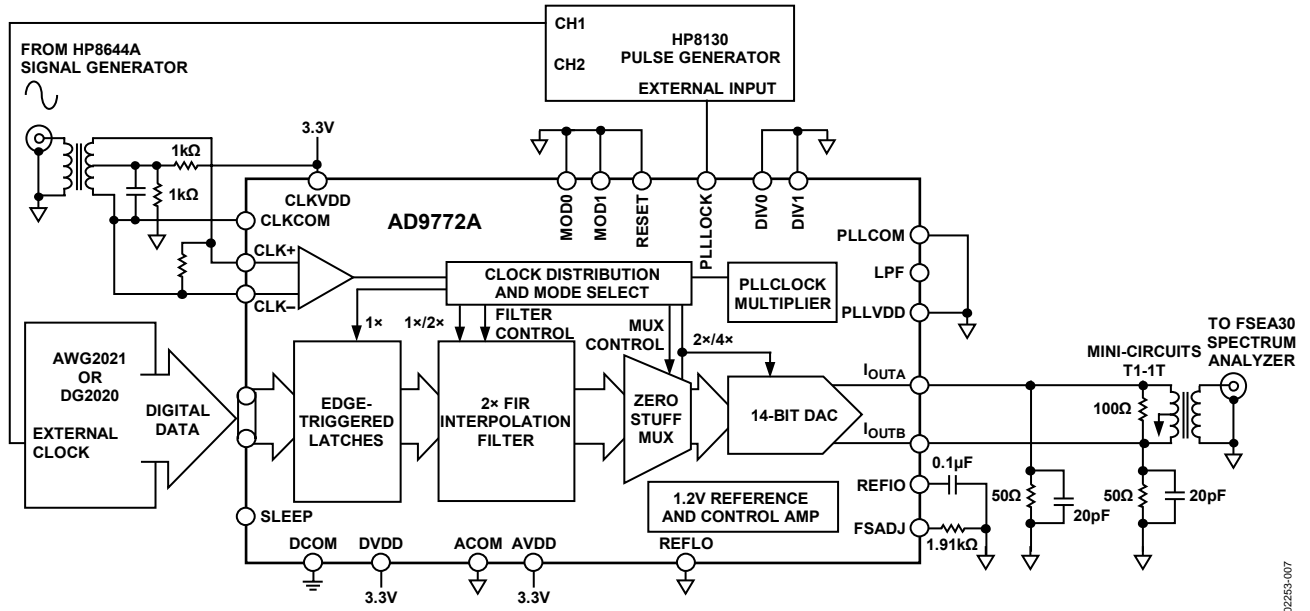 CH1
HP8130
PULSE GENERATOR
CH2
EXTERNAL INPUT
FROM HP8644A
SIGNAL GENERATOR
3.3V
1kΩ
1kΩ
CLKVDD
MOD0
MOD1
RESET
PLLLOCK
DIV0
DIV1
CLKCOM
AD9772A
PLLCOM
CLK+
CLOCK DISTRIBUTION
AND MODE SELECT
PLLCLOCK
MULTIPLIER
LPF
CLK–
PLLVDD
1×
1×/2×
FILTER
CONTROL
MUX
CONTROL
2×/4×
TO FSEA30
SPECTRUM
ANALYZER
MINI-CIRCUITS
T1-1T
AWG2021
OR
DG2020
DIGITAL
DATA
EXTERNAL
CLOCK
EDGE-
TRIGGERED
LATCHES
2× FIR
INTERPOLATION
FILTER
ZERO
STUFF
MUX
14-BIT DAC
IOUTA
100Ω
IOUTB
0.1µF
REFIO
50Ω
20pF
50Ω
20pF
1.2V REFERENCE
AND CONTROL AMP
FSADJ
1.91kΩ
SLEEP
DCOM
DVDD
ACOM
AVDD
REFLO
3.3V
3.3V
02253-007